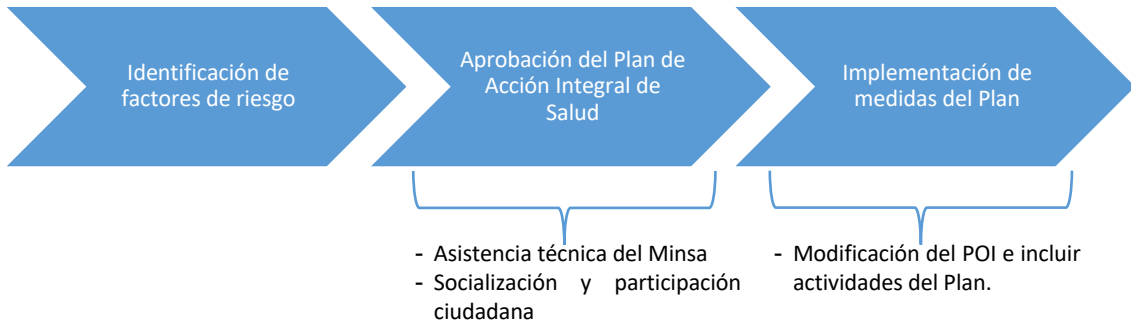 Identificación de
factores de riesgo
Aprobación del Plan de
Acción Integral de
Salud
Implementación de
medidas del Plan
- Asistencia técnica del Minsa
- Socialización y participación
ciudadana
- Modificación del POI e incluir
actividades del Plan.